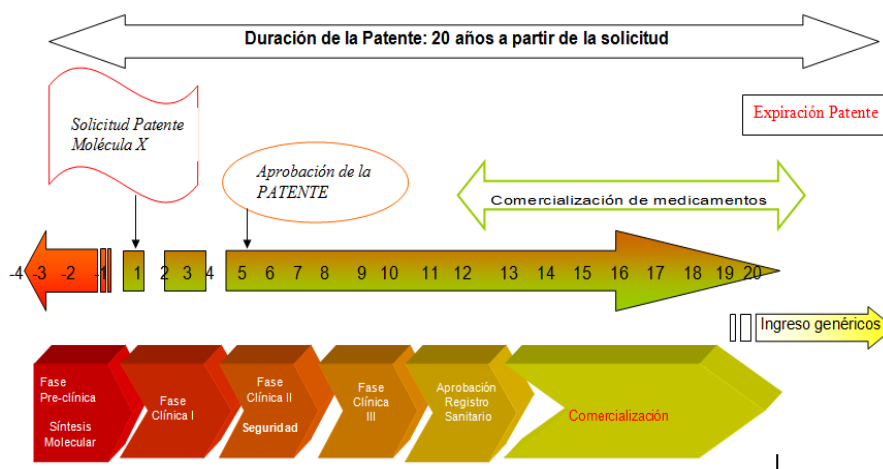 Duración de la Patente: 20 años a partir de la solicitud
Solicitud Patente
Molécula X
Expiración Patente
Aprobación de la
PATENTE
Comercialización de medicamentos
-4 -3 -2 -1 1 2 3 4 5 6 7 8 9 10 11 12 13 14 15 16 17 18 19 20
Ingreso genéricos
Fase
Pre-clínica
Síntesis
Molecular
Fase
Clínica I
Fase
Clínica II
Seguridad
Fase
Clínica
III
Aprobación
Registro
Sanitario
Comercialización